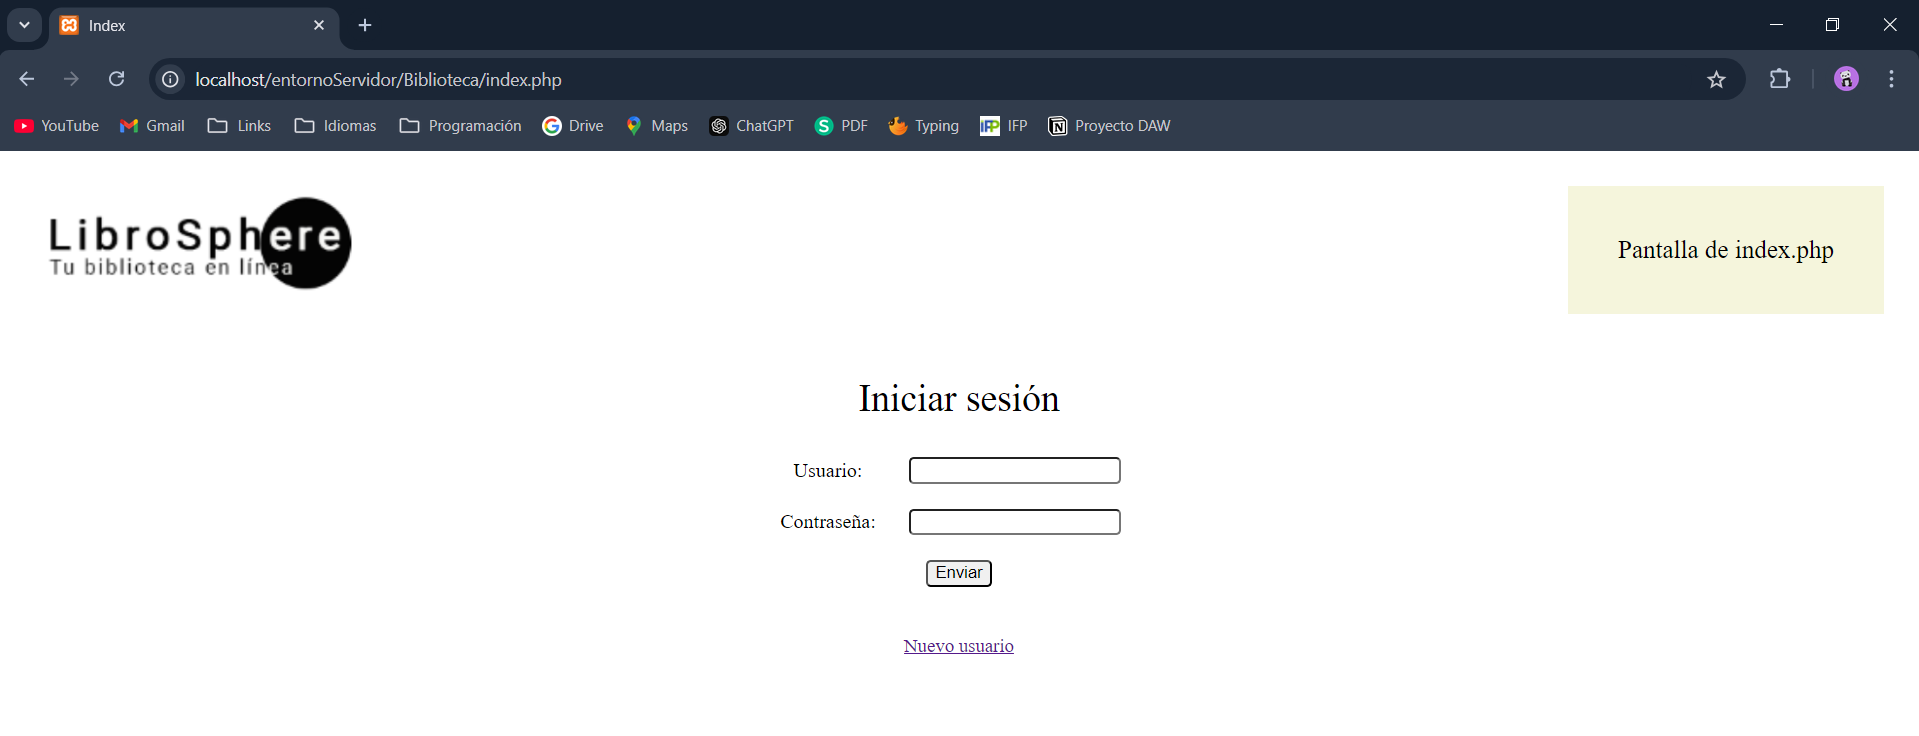 Index
localhost/entornoServidor/Biblioteca/index.php
YouTube Gmail Links Idiomas Programación Drive Maps ChatGPT PDF Typing IFP Proyecto DAW
LibroSphere
Tu biblioteca en línea
Pantalla de index.php
Iniciar sesión
Usuario:
Contraseña:
Enviar
Nuevo usuario